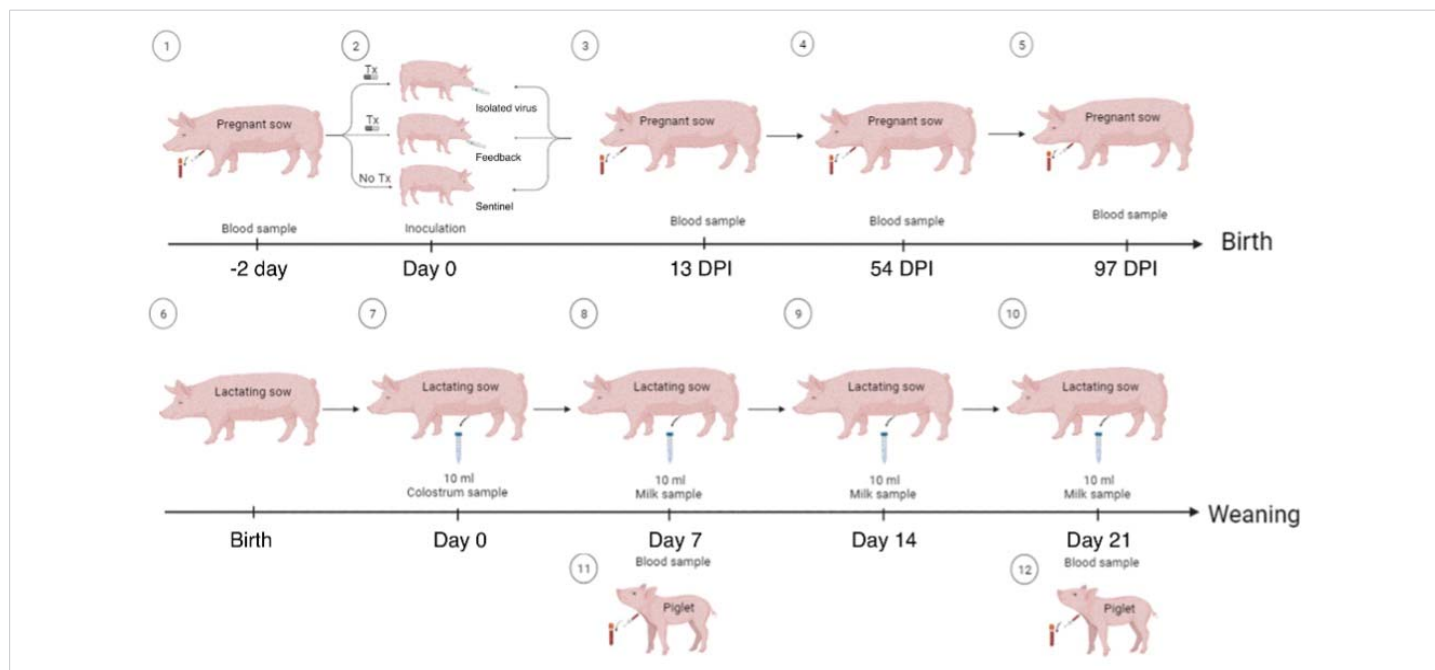 1
2
3
4
5
Pregnant sow
Tx
Isolated virus
Tx
Feedback
No Tx
Sentinel
Pregnant sow
Pregnant sow
Pregnant sow
Blood sample
Inoculation
Blood sample
Blood sample
Blood sample
Birth
-2 day
Day 0
13 DPI
54 DPI
97 DPI
6
7
8
9
10
Lactating sow
Lactating sow
Lactating sow
Lactating sow
Lactating sow
10 ml
Colostrum sample
10 ml
Milk sample
10 ml
Milk sample
10 ml
Milk sample
Weaning
Birth
Day 0
Day 7
Day 14
Day 21
11
Blood sample
Piglet
12
Blood sample
Piglet